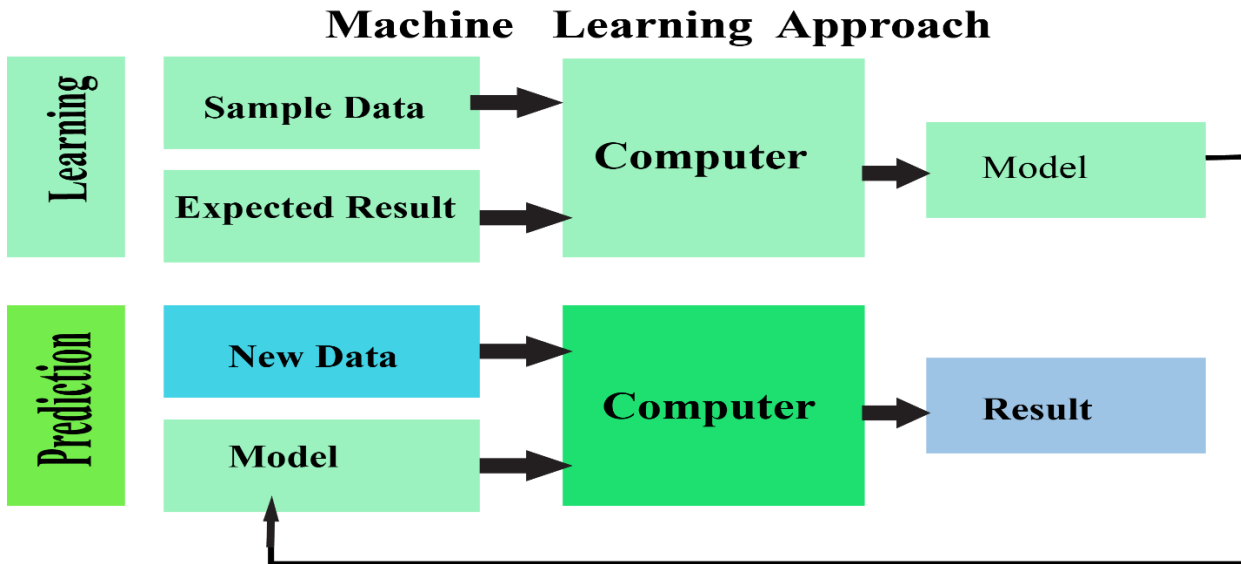 Machine Learning Approach
Learning
Sample Data
Expected Result
Computer
Model
Prediction
New Data
Model
Computer
Result